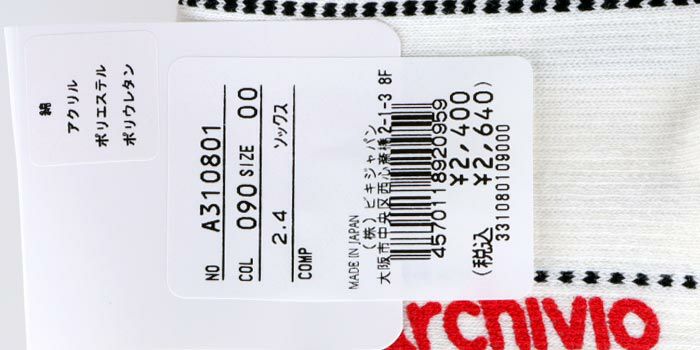 綿
アクリル
ポリエステル
ポリウレタン
NO A310801
COL 090 SIZE 00
2.4 ソックス
COMP
MADE IN JAPAN
(株)ビキジャパン
大阪市中央区西心斎橋2-1-3 8F
4570118920959
¥2,400
(税込 ¥2,640)
331080109000
archivio